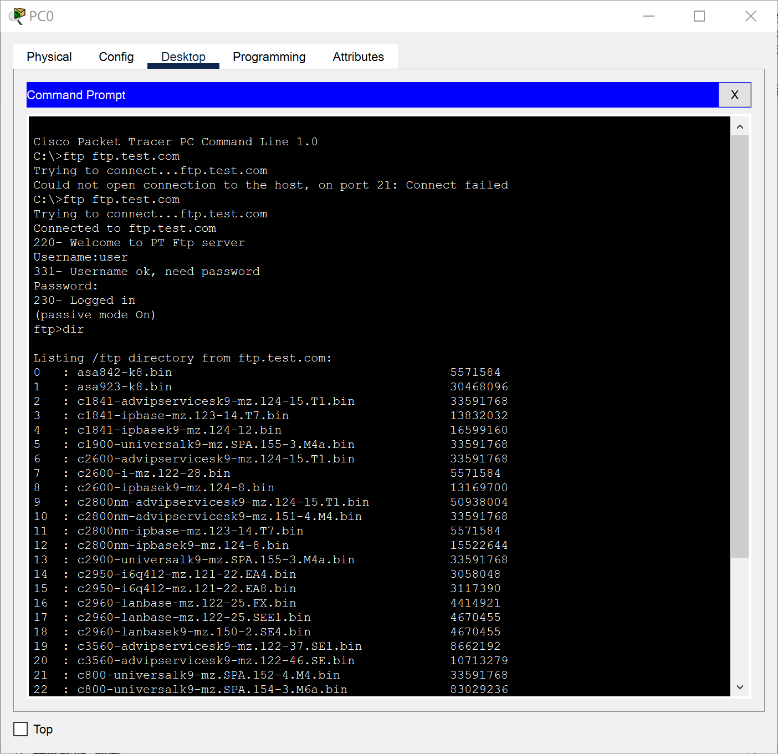 PC0
Physical Config Desktop Programming Attributes
Command Prompt X
Cisco Packet Tracer PC Command Line 1.0
C:\>ftp ftp.test.com
Trying to connect...ftp.test.com
Could not open connection to the host, on port 21: Connect failed
C:\>ftp ftp.test.com
Trying to connect...ftp.test.com
Connected to ftp.test.com
220- Welcome to PT Ftp server
Username:user
331- Username ok, need password
Password:
230- Logged in
(passive mode On)
ftp>dir
Listing /ftp directory from ftp.test.com:
0 : asa842-k8.bin 5571584
1 : asa923-k8.bin 30468096
2 : c1841-advipservicesk9-mz.124-15.T1.bin 33591768
3 : c1841-ipbase-mz.123-14.T7.bin 13832032
4 : c1841-ipbasek9-mz.124-12.bin 16599160
5 : c1900-universalk9-mz.SPA.155-3.M4a.bin 33591768
6 : c2600-advipservicesk9-mz.124-15.T1.bin 33591768
7 : c2600-i-mz.122-28.bin 5571584
8 : c2600-ipbasek9-mz.124-8.bin 13169700
9 : c2800nm-advipservicesk9-mz.124-15.T1.bin 50938004
10 : c2800nm-advipservicesk9-mz.151-4.M4.bin 33591768
11 : c2800nm-ipbase-mz.123-14.T7.bin 5571584
12 : c2800nm-ipbasek9-mz.124-8.bin 15522644
13 : c2900-universalk9-mz.SPA.155-3.M4a.bin 33591768
14 : c2950-i6q4l2-mz.121-22.EA4.bin 3058048
15 : c2950-i6q4l2-mz.121-22.EA8.bin 3117390
16 : c2960-lanbase-mz.122-25.FX.bin 4414921
17 : c2960-lanbase-mz.122-25.SEE1.bin 4670455
18 : c2960-lanbasek9-mz.150-2.SE4.bin 4670455
19 : c3560-advipservicesk9-mz.122-37.SE1.bin 8662192
20 : c3560-advipservicesk9-mz.122-46.SE.bin 10713279
21 : c800-universalk9-mz.SPA.152-4.M4.bin 33591768
22 : c800-universalk9-mz.SPA.154-3.M6a.bin 83029236
Top